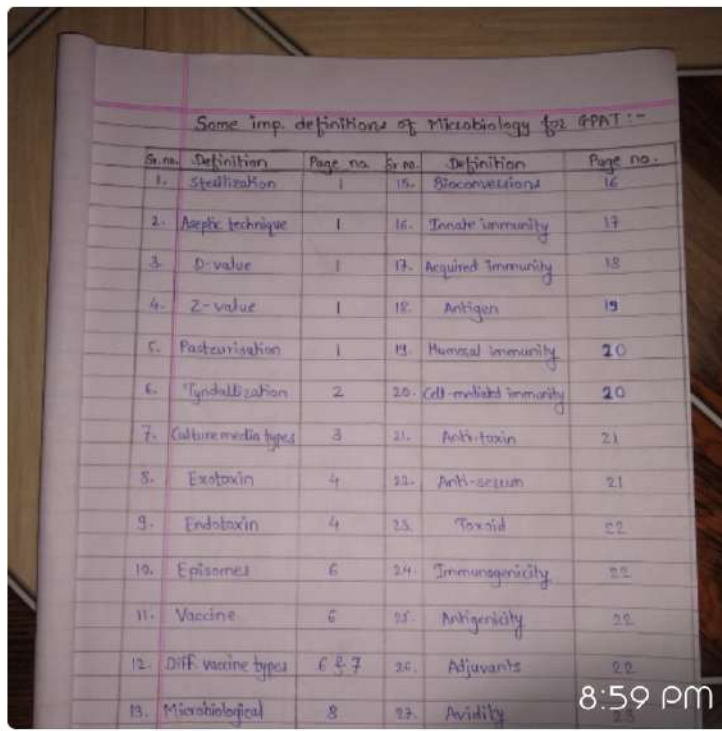 Some imp. definitions of Microbiology for GPAT :-
Sr. no. Definition Page no. Sr. no. Definition Page no.
1. Sterilization 1 15. Bioconversions 16
2. Aseptic technique 1 16. Innate immunity 17
3. D-value 1 17. Acquired immunity 18
4. Z-value 1 18. Antigen 19
5. Pasteurisation 1 19. Humoral immunity 20
6. Tyndallization 2 20. Cell-mediated immunity 20
7. Culture media types 3 21. Anti-toxin 21
8. Exotoxin 4 22. Anti-serum 21
9. Endotoxin 4 23. Toxoid 22
10. Episomes 6 24. Immunogenicity 22
11. Vaccine 6 25. Antigenicity 22
12. Diff. vaccine types 6 & 7 26. Adjuvants 22
13. Microbiological 8 27. Avidity 23
8:59 PM